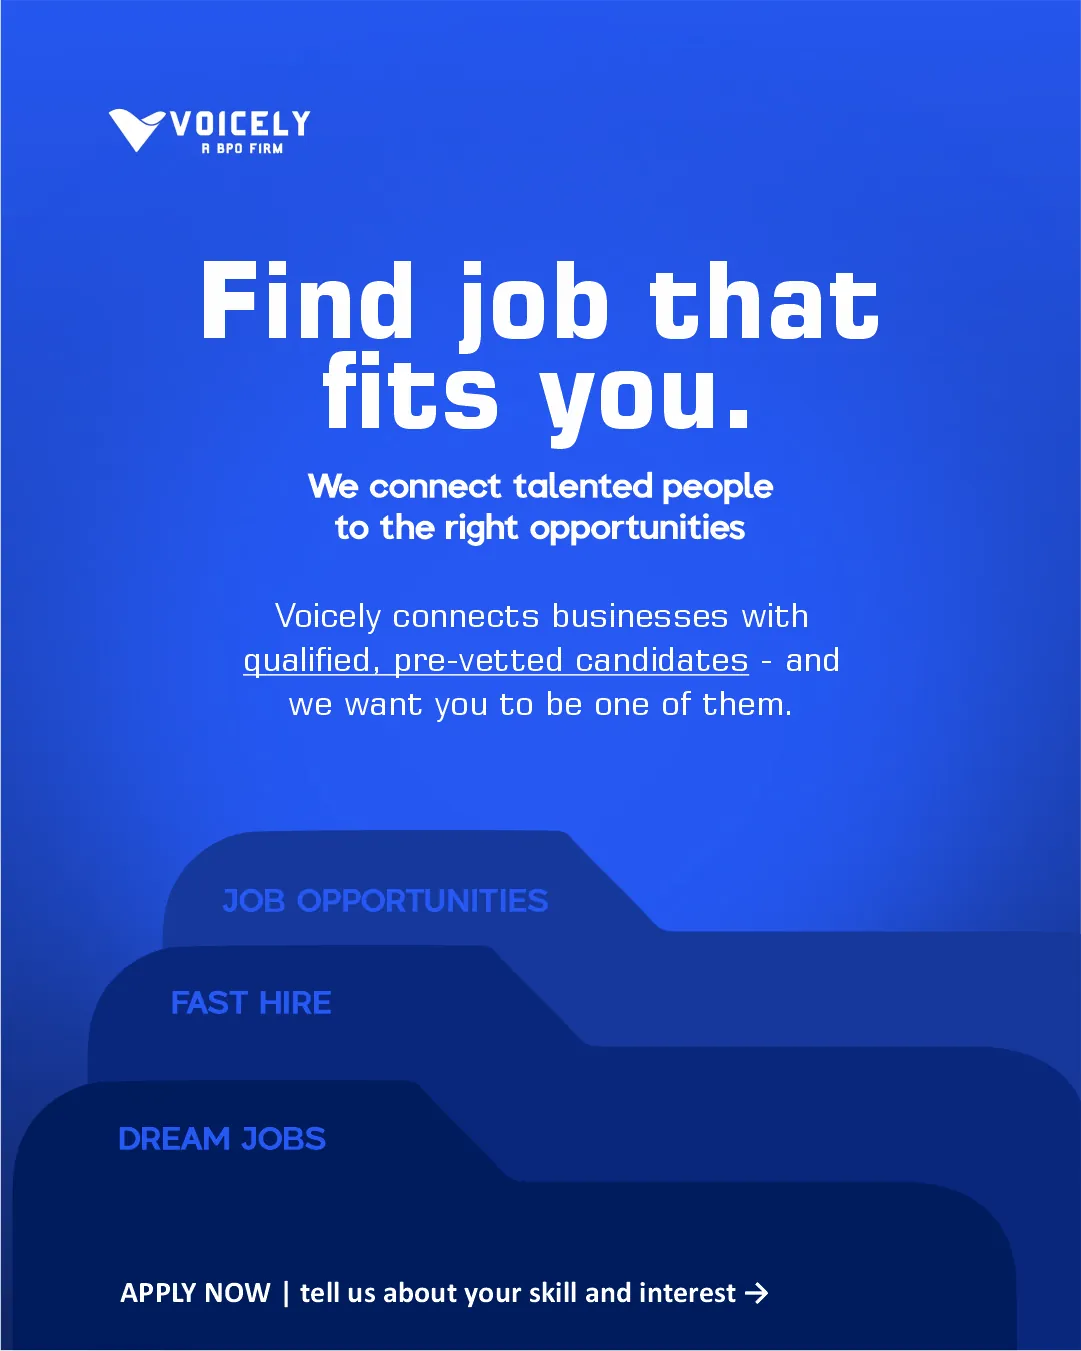 VOICELY
A BPO FIRM
Find job that
fits you.
We connect talented people
to the right opportunities
Voicely connects businesses with
qualified, pre-vetted candidates - and
we want you to be one of them.
JOB OPPORTUNITIES
FAST HIRE
DREAM JOBS
APPLY NOW | tell us about your skill and interest →